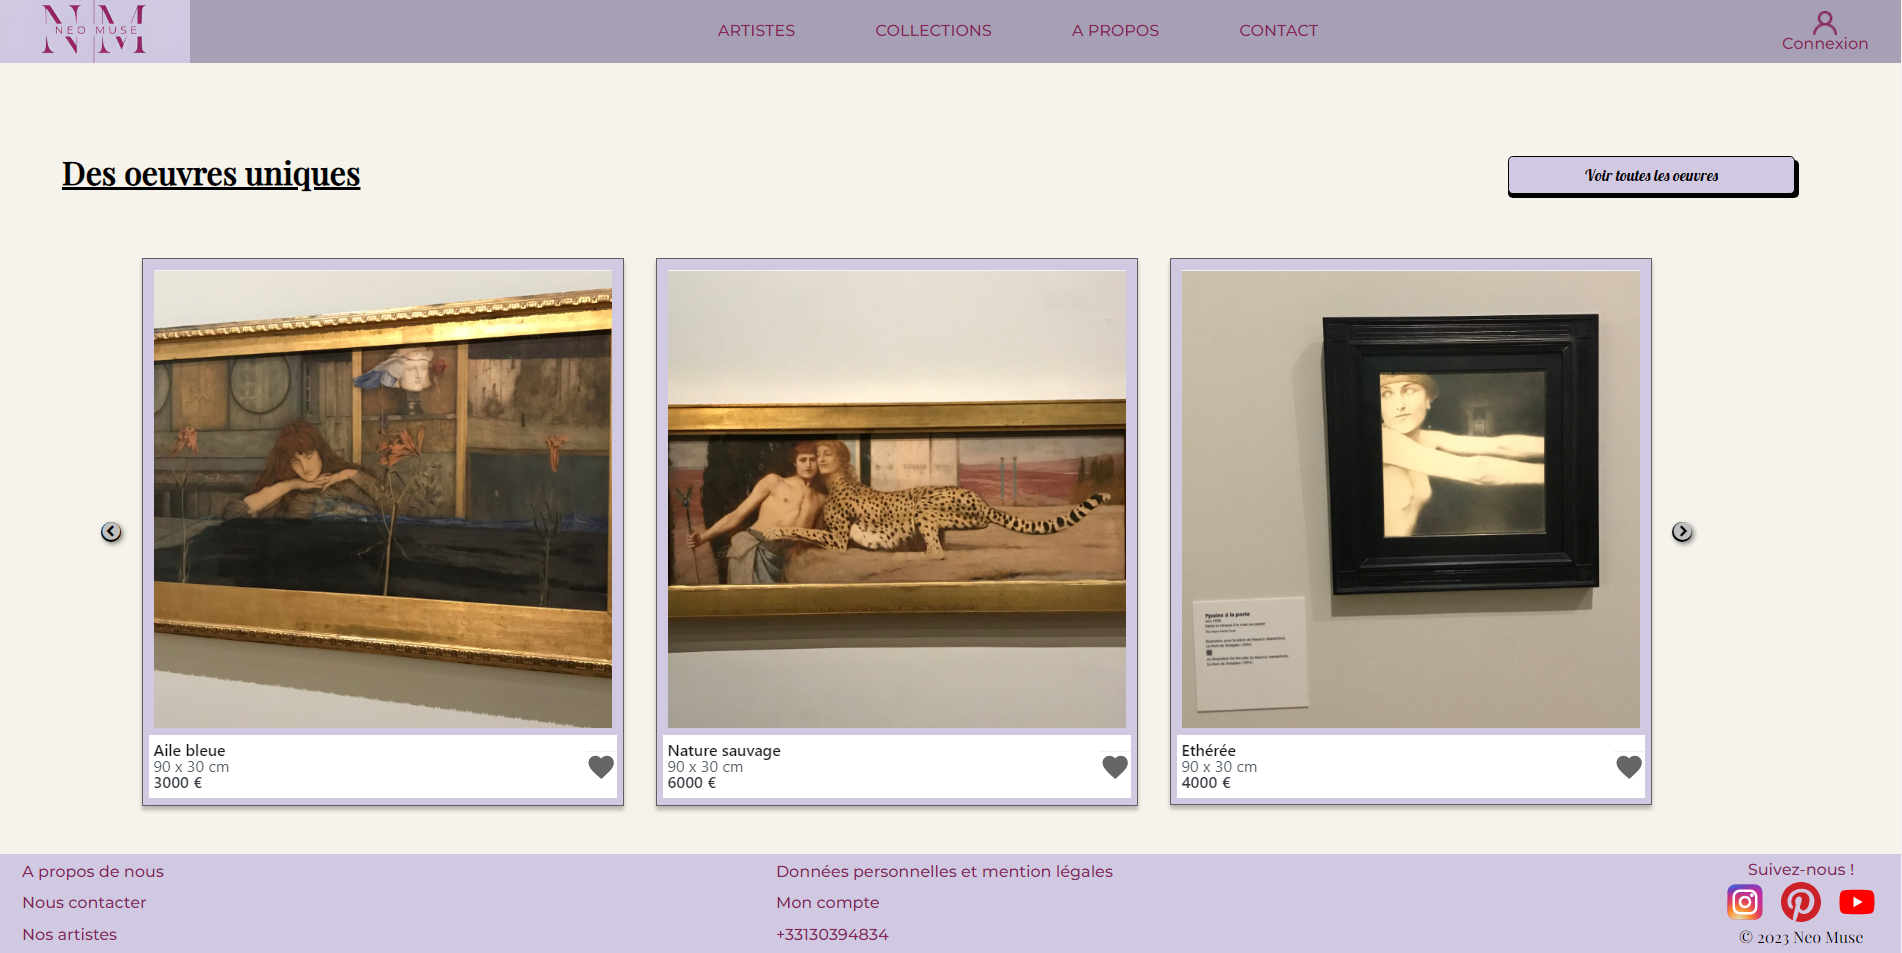 NM
NEO MUSE
ARTISTES
COLLECTIONS
A PROPOS
CONTACT
Connexion
Des oeuvres uniques
Voir toutes les oeuvres
Aile bleue
90 x 30 cm
3000 €
Nature sauvage
90 x 30 cm
6000 €
Ethérée
90 x 30 cm
4000 €
A propos de nous
Nous contacter
Nos artistes
Données personnelles et mention légales
Mon compte
+33130394834
Suivez-nous !
© 2023 Neo Muse